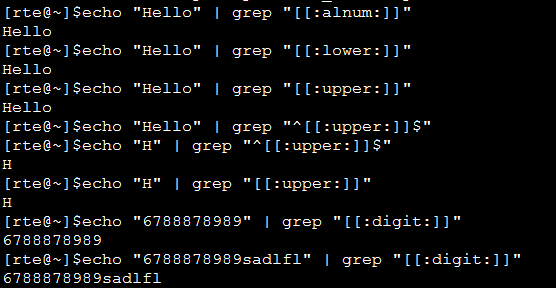 [rte@~]$echo "Hello" | grep "[[:alnum:]]"
Hello
[rte@~]$echo "Hello" | grep "[[:lower:]]"
Hello
[rte@~]$echo "Hello" | grep "[[:upper:]]"
Hello
[rte@~]$echo "Hello" | grep "^[[:upper:]]$"
[rte@~]$echo "H" | grep "^[[:upper:]]$"
H
[rte@~]$echo "H" | grep "[[:upper:]]"
H
[rte@~]$echo "6788878989" | grep "[[:digit:]]"
6788878989
[rte@~]$echo "6788878989sadlfl" | grep "[[:digit:]]"
6788878989sadlfl